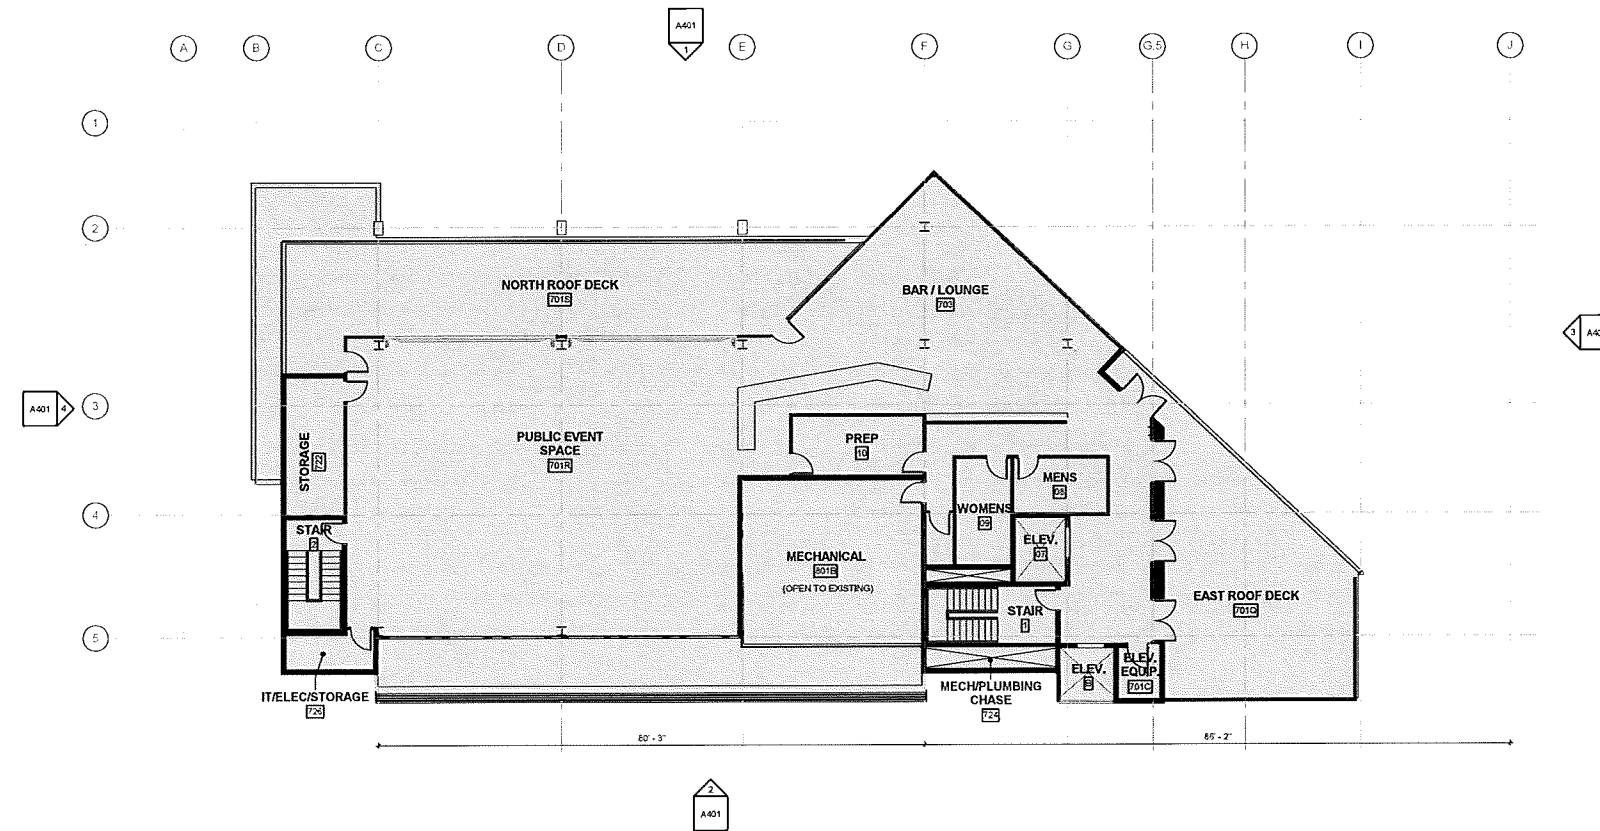 A401
1
A
B
C
D
E
F
G
G.5
H
I
J
1
2
NORTH ROOF DECK
701S
BAR / LOUNGE
703
3
A401
4
3
PUBLIC EVENT
SPACE
701R
STORAGE
722
PREP
10
MENS
08
WOMENS
09
4
STAIR
2
ELEV.
07
MECHANICAL
801B
(OPEN TO EXISTING)
EAST ROOF DECK
701Q
STAIR
1
5
IT/ELEC/STORAGE
726
MECH/PLUMBING
CHASE
724
ELEV.
ELEV.
EQUIP.
701C
80' - 3"
2
A401